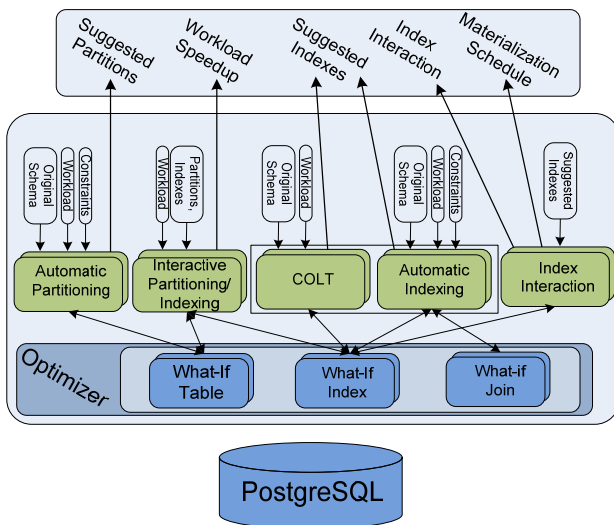 Suggested
Partitions
Workload
Speedup
Suggested
Indexes
Index
Interaction
Materialization
Schedule
Original
Schema
Workload
Constraints
Workload
Partitions,
Indexes
Original
Schema
Workload
Original
Schema
Workload
Constraints
Suggested
Indexes
Automatic
Partitioning
Interactive
Partitioning/
Indexing
COLT
Automatic
Indexing
Index
Interaction
Optimizer
What-If
Table
What-If
Index
What-if
Join
PostgreSQL